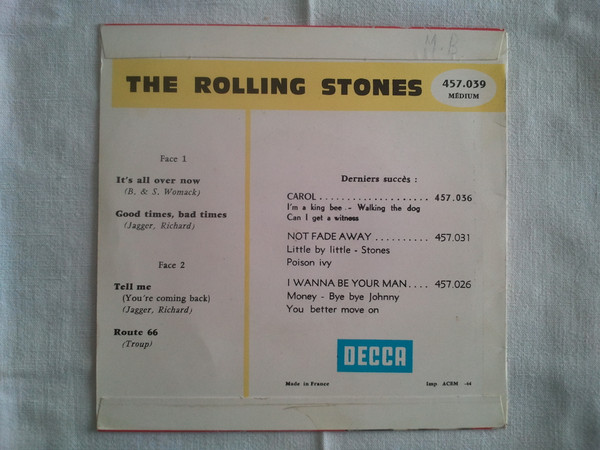 M-B
THE ROLLING STONES
457.039
MÉDIUM
Face 1
It's all over now
(B. & S. Womack)
Good times, bad times
(Jagger, Richard)
Face 2
Tell me
(You're coming back)
(Jagger, Richard)
Route 66
(Troup)
Derniers succès :
CAROL .................... 457.036
I'm a king bee - Walking the dog
Can I get a witness
NOT FADE AWAY .......... 457.031
Little by little - Stones
Poison ivy
I WANNA BE YOUR MAN.... 457.026
Money - Bye bye Johnny
You better move on
DECCA
Made in France
Imp ACEM